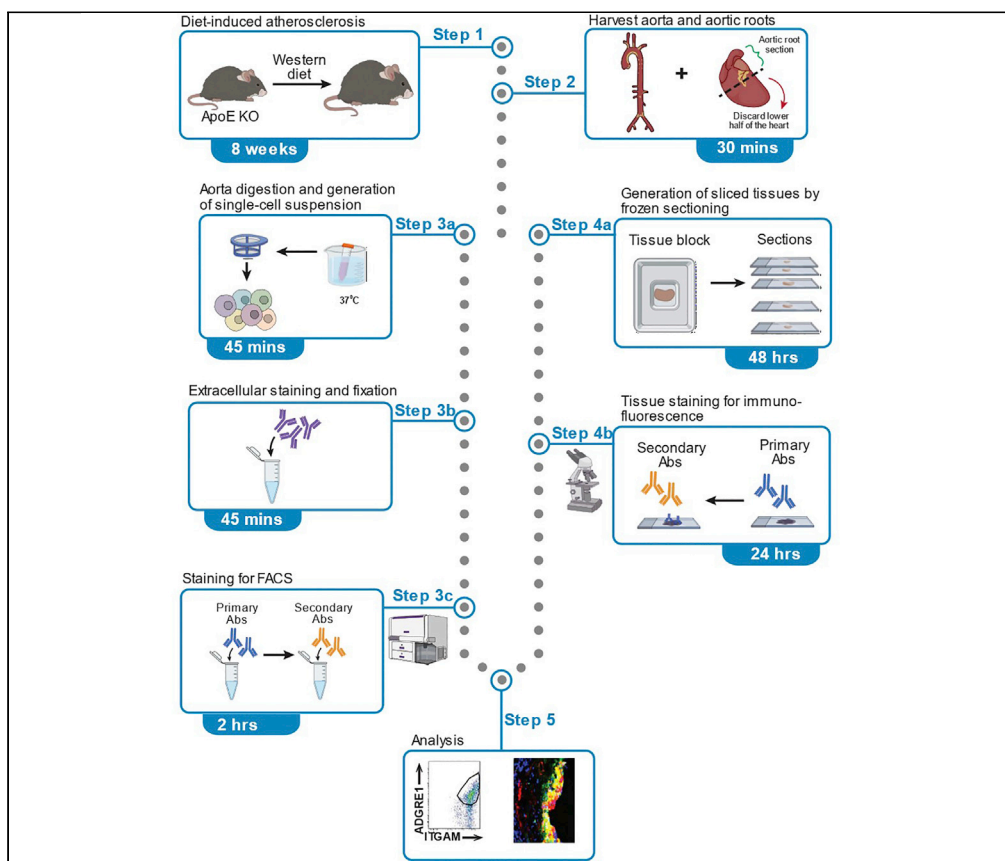 Diet-induced atherosclerosis
Step 1
Western
diet
ApoE KO
8 weeks
Harvest aorta and aortic roots
Step 2
Aortic root
section
+
Discard lower
half of the heart
30 mins
Aorta digestion and generation
of single-cell suspension
Step 3a
37°C
45 mins
Generation of sliced tissues by
frozen sectioning
Step 4a
Tissue block
Sections
48 hrs
Extracellular staining and fixation
Step 3b
45 mins
Tissue staining for immuno-
fluorescence
Step 4b
Secondary
Abs
Primary
Abs
24 hrs
Staining for FACS
Step 3c
Primary
Abs
Secondary
Abs
2 hrs
Step 5
Analysis
ADGRE1
ITGAM